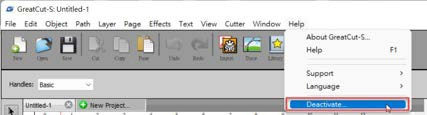 GreatCut-S: Untitled-1
File Edit Object Path Layer Page Effects Text View Cutter Window Help
New Open Save Cut Copy Paste Undo Redo Import Trace Library
About GreatCut-S...
Help F1
Support
Language
Deactivate...
Handles: Basic
Untitled-1 New Project...